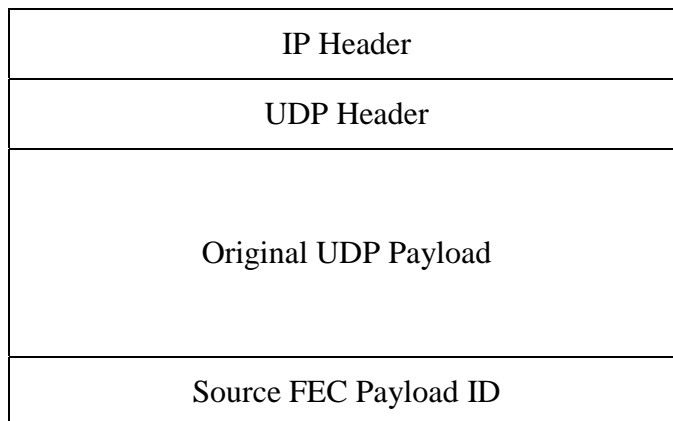 IP Header
UDP Header
Original UDP Payload
Source FEC Payload ID